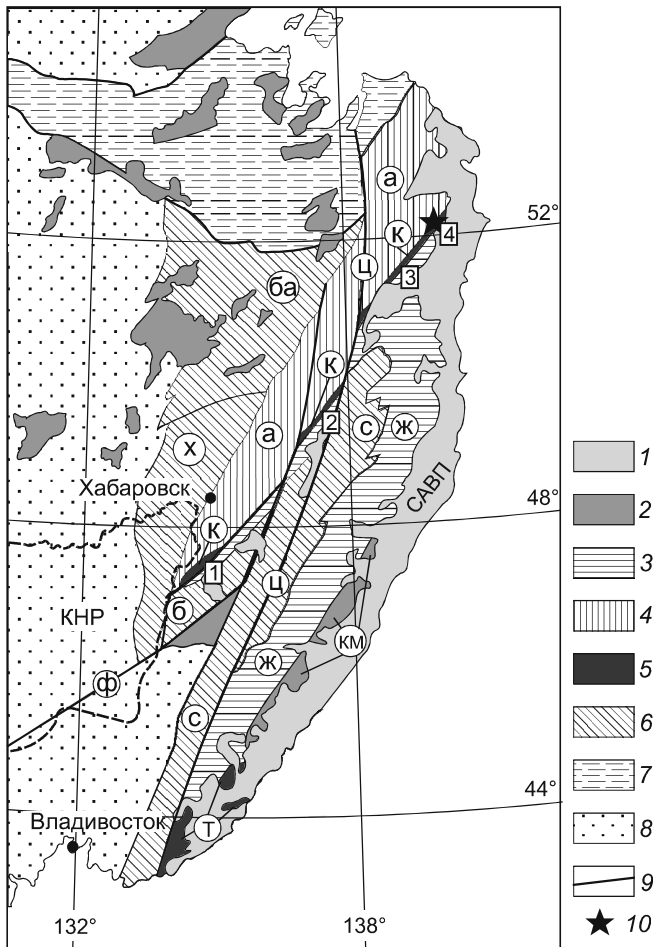 52°
а
К
4
Ц
3
ба
К
а
2
с
ж
х
САВП
Хабаровск
48°
К
1
Ц
б
КНР
КМ
ж
ф
с
44°
Владивосток
Т
132°
138°
1
2
3
4
5
6
7
8
9
10